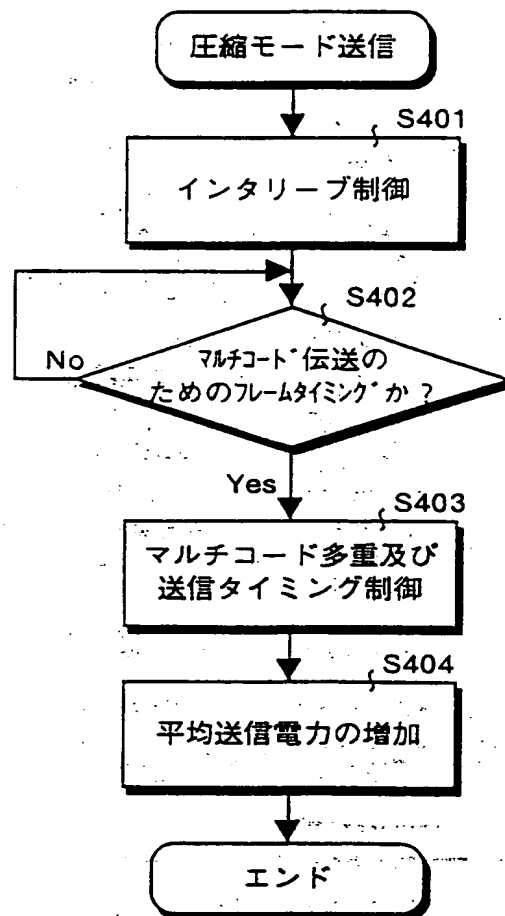 圧縮モード送信
S401
インタリーブ制御
S402
No
マルチコード伝送の
ためのフレームタイミングか?
Yes
S403
マルチコード多重及び
送信タイミング制御
S404
平均送信電力の増加
エンド